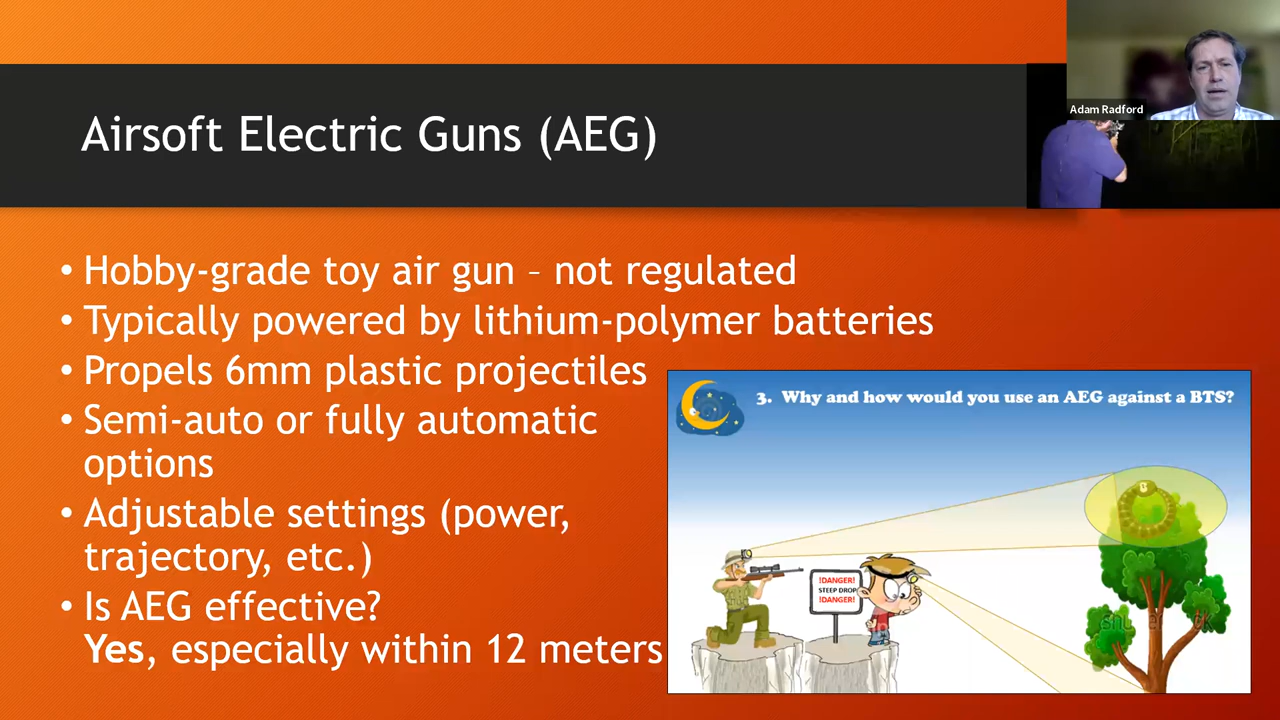 Adam Radford
Airsoft Electric Guns (AEG)
• Hobby-grade toy air gun – not regulated
• Typically powered by lithium-polymer batteries
• Propels 6mm plastic projectiles
• Semi-auto or fully automatic
options
• Adjustable settings (power,
trajectory, etc.)
• Is AEG effective?
Yes, especially within 12 meters
3. Why and how would you use an AEG against a BTS?
!DANGER!
STEEP DROP
!DANGER!